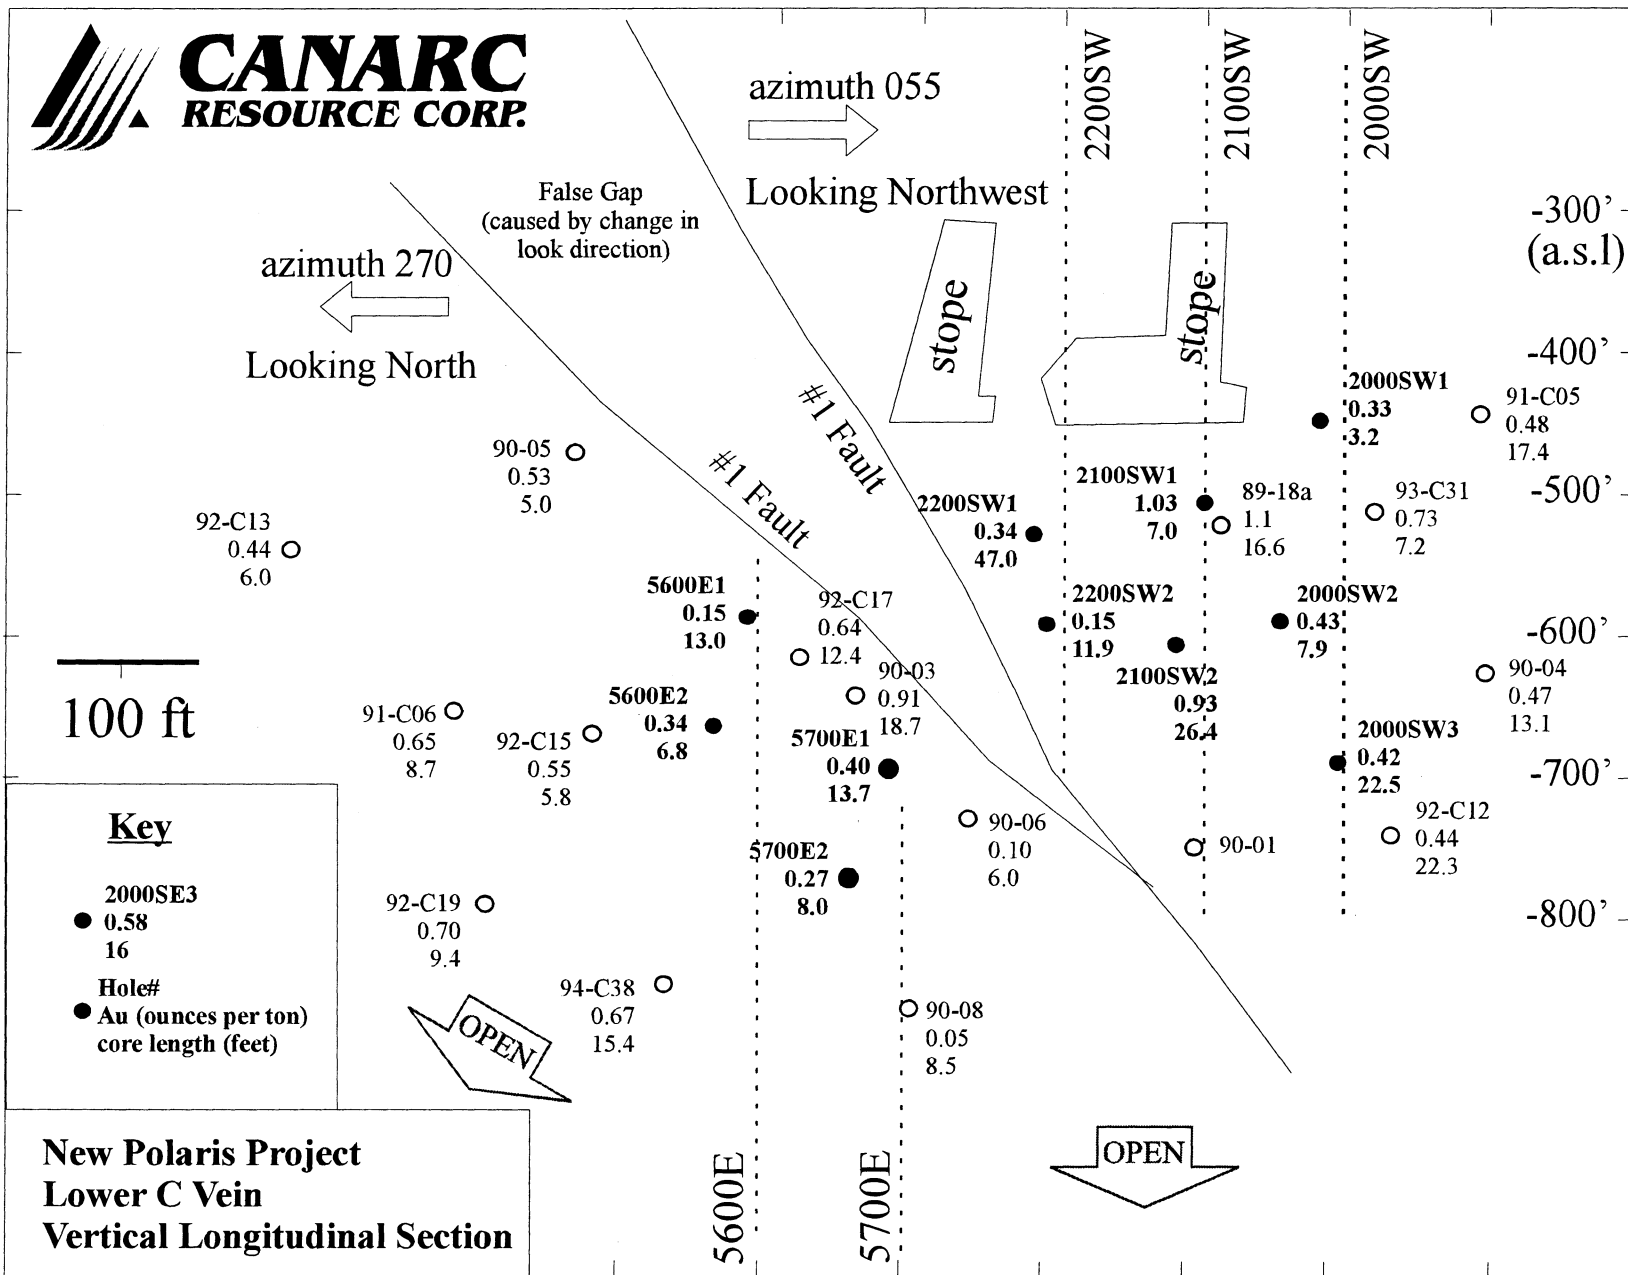 CANARC
RESOURCE CORP.
azimuth 055
Looking Northwest
2200SW
2100SW
2000SW
False Gap
(caused by change in
look direction)
azimuth 270
Looking North
-300’
(a.s.l)
-400’
-500’
-600’
-700’
-800’
stope
stope
#1 Fault
#1 Fault
2000SW1
0.33
3.2
91-C05
0.48
17.4
90-05
0.53
5.0
92-C13
0.44
6.0
2200SW1
0.34
47.0
2100SW1
1.03
7.0
89-18a
1.1
16.6
93-C31
0.73
7.2
5600E1
0.15
13.0
92-C17
0.64
12.4
2200SW2
0.15
11.9
2100SW2
0.93
26.4
2000SW2
0.43
7.9
90-04
0.47
13.1
100 ft
91-C06
0.65
8.7
92-C15
0.55
5.8
5600E2
0.34
6.8
90-03
0.91
18.7
5700E1
0.40
13.7
2000SW3
0.42
22.5
90-06
0.10
6.0
90-01
92-C12
0.44
22.3
5700E2
0.27
8.0
92-C19
0.70
9.4
94-C38
0.67
15.4
90-08
0.05
8.5
Key
2000SE3
0.58
16
Hole#
Au (ounces per ton)
core length (feet)
OPEN
OPEN
5600E
5700E
New Polaris Project
Lower C Vein
Vertical Longitudinal Section